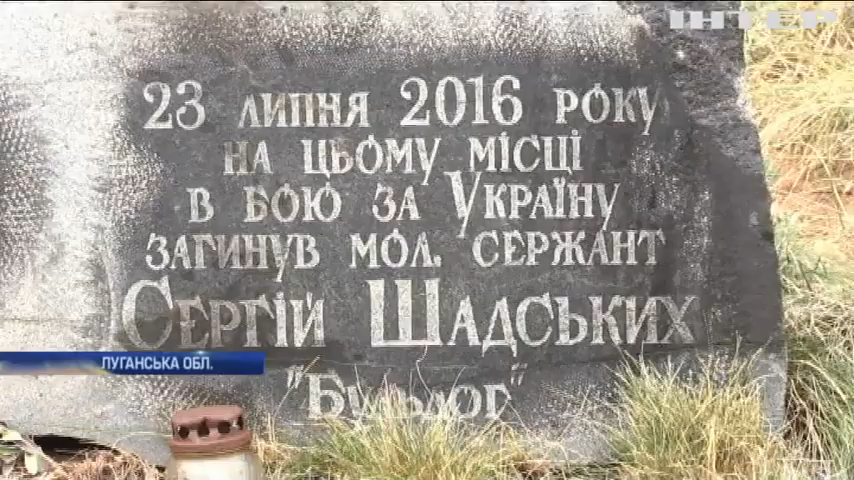 ІНТЕР
23 ЛИПНЯ 2016 РОКУ
НА ЦЬОМУ МІСЦІ
В БОЮ ЗА УКРАЇНУ
ЗАГИНУВ МОЛ. СЕРЖАНТ
СЕРГІЙ ШАДСЬКИХ
ЛУГАНСЬКА ОБЛ.
"Бульдог"